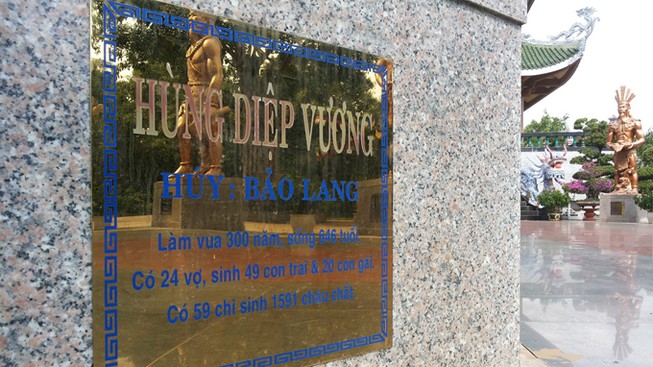 HÙNG DIỆP VƯƠNG
HÚY : BẢO LANG
Làm vua 300 năm, sống 646 tuổi.
Có 24 vợ, sinh 49 con trai & 20 con gái.
Có 59 chi sinh 1591 cháu chắt.